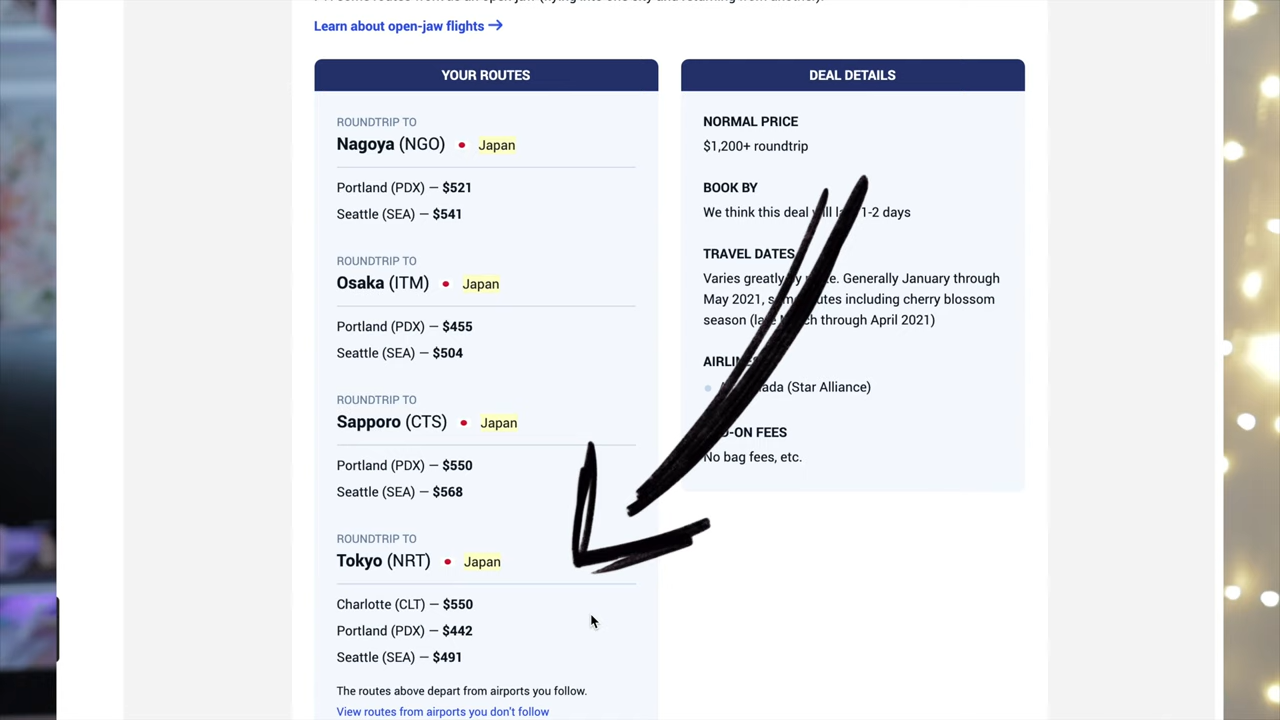 Learn about open-jaw flights →
YOUR ROUTES
ROUNDTRIP TO
Nagoya (NGO) Japan
Portland (PDX) — $521
Seattle (SEA) — $541
ROUNDTRIP TO
Osaka (ITM) Japan
Portland (PDX) — $455
Seattle (SEA) — $504
ROUNDTRIP TO
Sapporo (CTS) Japan
Portland (PDX) — $550
Seattle (SEA) — $568
ROUNDTRIP TO
Tokyo (NRT) Japan
Charlotte (CLT) — $550
Portland (PDX) — $442
Seattle (SEA) — $491
The routes above depart from airports you follow.
View routes from airports you don't follow
DEAL DETAILS
NORMAL PRICE
$1,200+ roundtrip
BOOK BY
We think this deal will 1-2 days
TRAVEL DATES
Varies greatly Generally January through
May 2021, including cherry blossom
season (late through April 2021)
(Star Alliance)
No bag fees, etc.